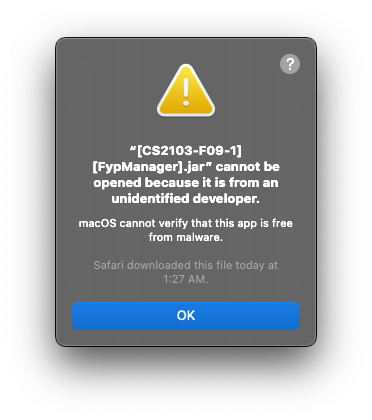 ?
“[CS2103-F09-1]
[FypManager].jar” cannot be
opened because it is from an
unidentified developer.
macOS cannot verify that this app is free
from malware.
Safari downloaded this file today at
1:27 AM.
OK